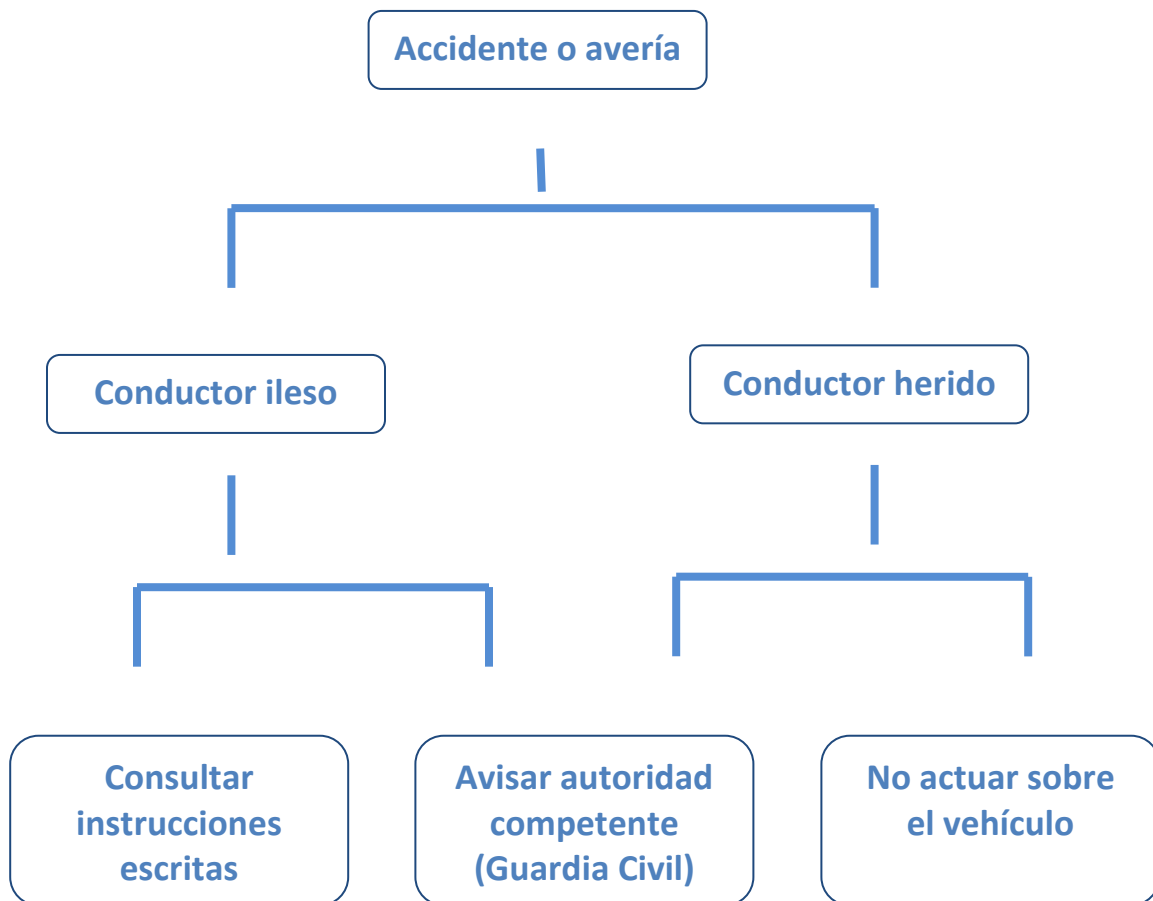 Accidente o avería
Conductor ileso
Conductor herido
Consultar
instrucciones
escritas
Avisar autoridad
competente
(Guardia Civil)
No actuar sobre
el vehículo